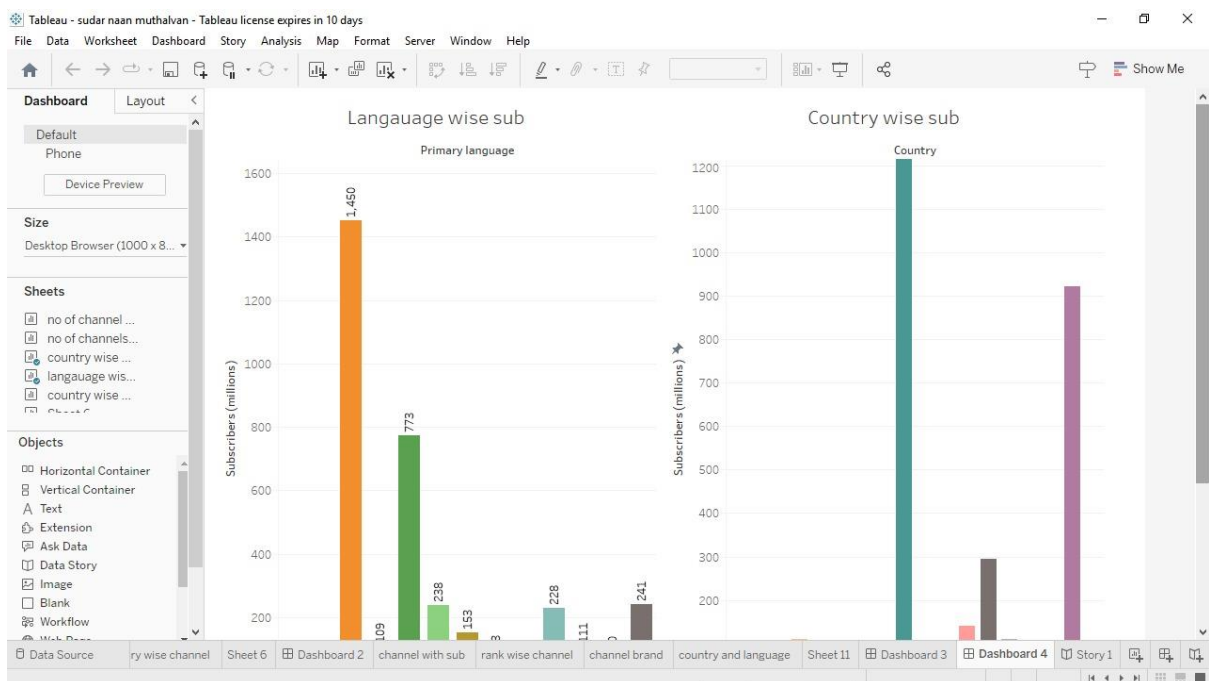 Tableau - sudar naan muthalvan - Tableau license expires in 10 days
File Data Worksheet Dashboard Story Analysis Map Format Server Window Help
Show Me
Dashboard Layout
Default
Phone
Device Preview
Size
Desktop Browser (1000 x 8...
Sheets
no of channel ...
no of channels...
country wise ...
langauage wis...
country wise ...
Objects
Horizontal Container
Vertical Container
Text
Extension
Ask Data
Data Story
Image
Blank
Workflow
Langauage wise sub
Primary language
Subscribers (millions)
1600
1400
1200
1000
800
600
400
200
1,450
109
773
238
153
228
111
241
Country wise sub
Country
Subscribers (millions)
1200
1100
1000
900
800
700
600
500
400
300
200
Data Source ry wise channel Sheet 6 Dashboard 2 channel with sub rank wise channel channel brand country and language Sheet 11 Dashboard 3 Dashboard 4 Story 1